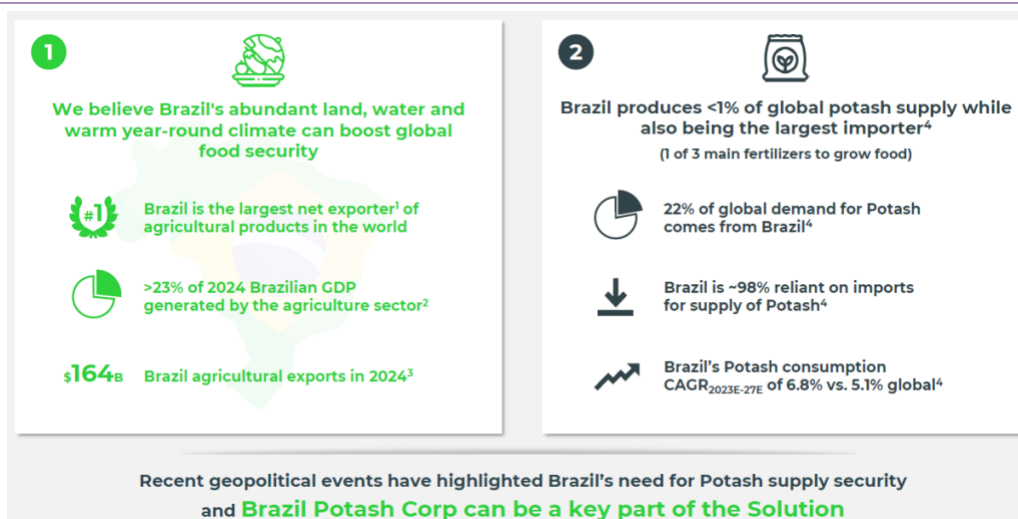 1
We believe Brazil's abundant land, water and
warm year-round climate can boost global
food security
#1
Brazil is the largest net exporter¹ of
agricultural products in the world
>23% of 2024 Brazilian GDP
generated by the agriculture sector²
$164B Brazil agricultural exports in 2024³
2
Brazil produces <1% of global potash supply while
also being the largest importer⁴
(1 of 3 main fertilizers to grow food)
22% of global demand for Potash
comes from Brazil⁴
Brazil is ~98% reliant on imports
for supply of Potash⁴
Brazil’s Potash consumption
CAGR2023E-27E of 6.8% vs. 5.1% global⁴
Recent geopolitical events have highlighted Brazil’s need for Potash supply security
and Brazil Potash Corp can be a key part of the Solution